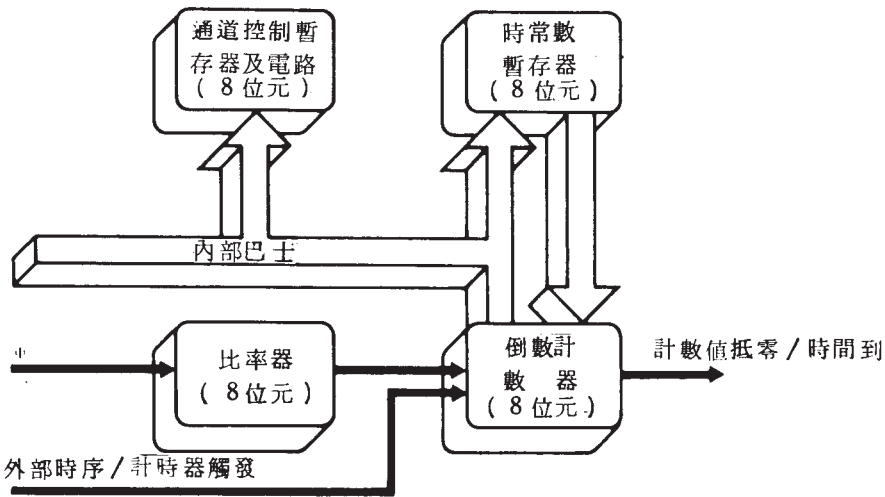 通道控制暫
存器及電路
( 8位元 )
時常數
暫存器
( 8位元 )
內部巴士
比率器
( 8位元 )
倒數計
數 器
( 8位元 )
計數值抵零/時間到
外部時序/計時器觸發